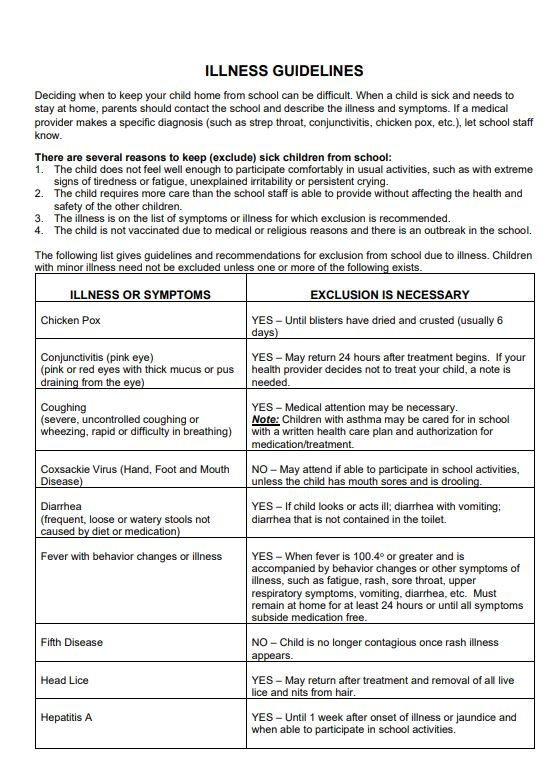 ILLNESS GUIDELINES
Deciding when to keep your child home from school can be difficult. When a child is sick and needs to
stay at home, parents should contact the school and describe the illness and symptoms. If a medical
provider makes a specific diagnosis (such as strep throat, conjunctivitis, chicken pox, etc.), let school staff
know.
There are several reasons to keep (exclude) sick children from school:
1. The child does not feel well enough to participate comfortably in usual activities, such as with extreme
signs of tiredness or fatigue, unexplained irritability or persistent crying.
2. The child requires more care than the school staff is able to provide without affecting the health and
safety of the other children.
3. The illness is on the list of symptoms or illness for which exclusion is recommended.
4. The child is not vaccinated due to medical or religious reasons and there is an outbreak in the school.
The following list gives guidelines and recommendations for exclusion from school due to illness. Children
with minor illness need not be excluded unless one or more of the following exists.
ILLNESS OR SYMPTOMS
EXCLUSION IS NECESSARY
Chicken Pox
YES – Until blisters have dried and crusted (usually 6
days)
Conjunctivitis (pink eye)
(pink or red eyes with thick mucus or pus
draining from the eye)
YES – May return 24 hours after treatment begins. If your
health provider decides not to treat your child, a note is
needed.
Coughing
(severe, uncontrolled coughing or
wheezing, rapid or difficulty in breathing)
YES – Medical attention may be necessary.
Note: Children with asthma may be cared for in school
with a written health care plan and authorization for
medication/treatment.
Coxsackie Virus (Hand, Foot and Mouth
Disease)
NO – May attend if able to participate in school activities,
unless the child has mouth sores and is drooling.
Diarrhea
(frequent, loose or watery stools not
caused by diet or medication)
YES – If child looks or acts ill; diarrhea with vomiting;
diarrhea that is not contained in the toilet.
Fever with behavior changes or illness
YES – When fever is 100.4º or greater and is
accompanied by behavior changes or other symptoms of
illness, such as fatigue, rash, sore throat, upper
respiratory symptoms, vomiting, diarrhea, etc. Must
remain at home for at least 24 hours or until all symptoms
subside medication free.
Fifth Disease
NO – Child is no longer contagious once rash illness
appears.
Head Lice
YES – May return after treatment and removal of all live
lice and nits from hair.
Hepatitis A
YES – Until 1 week after onset of illness or jaundice and
when able to participate in school activities.